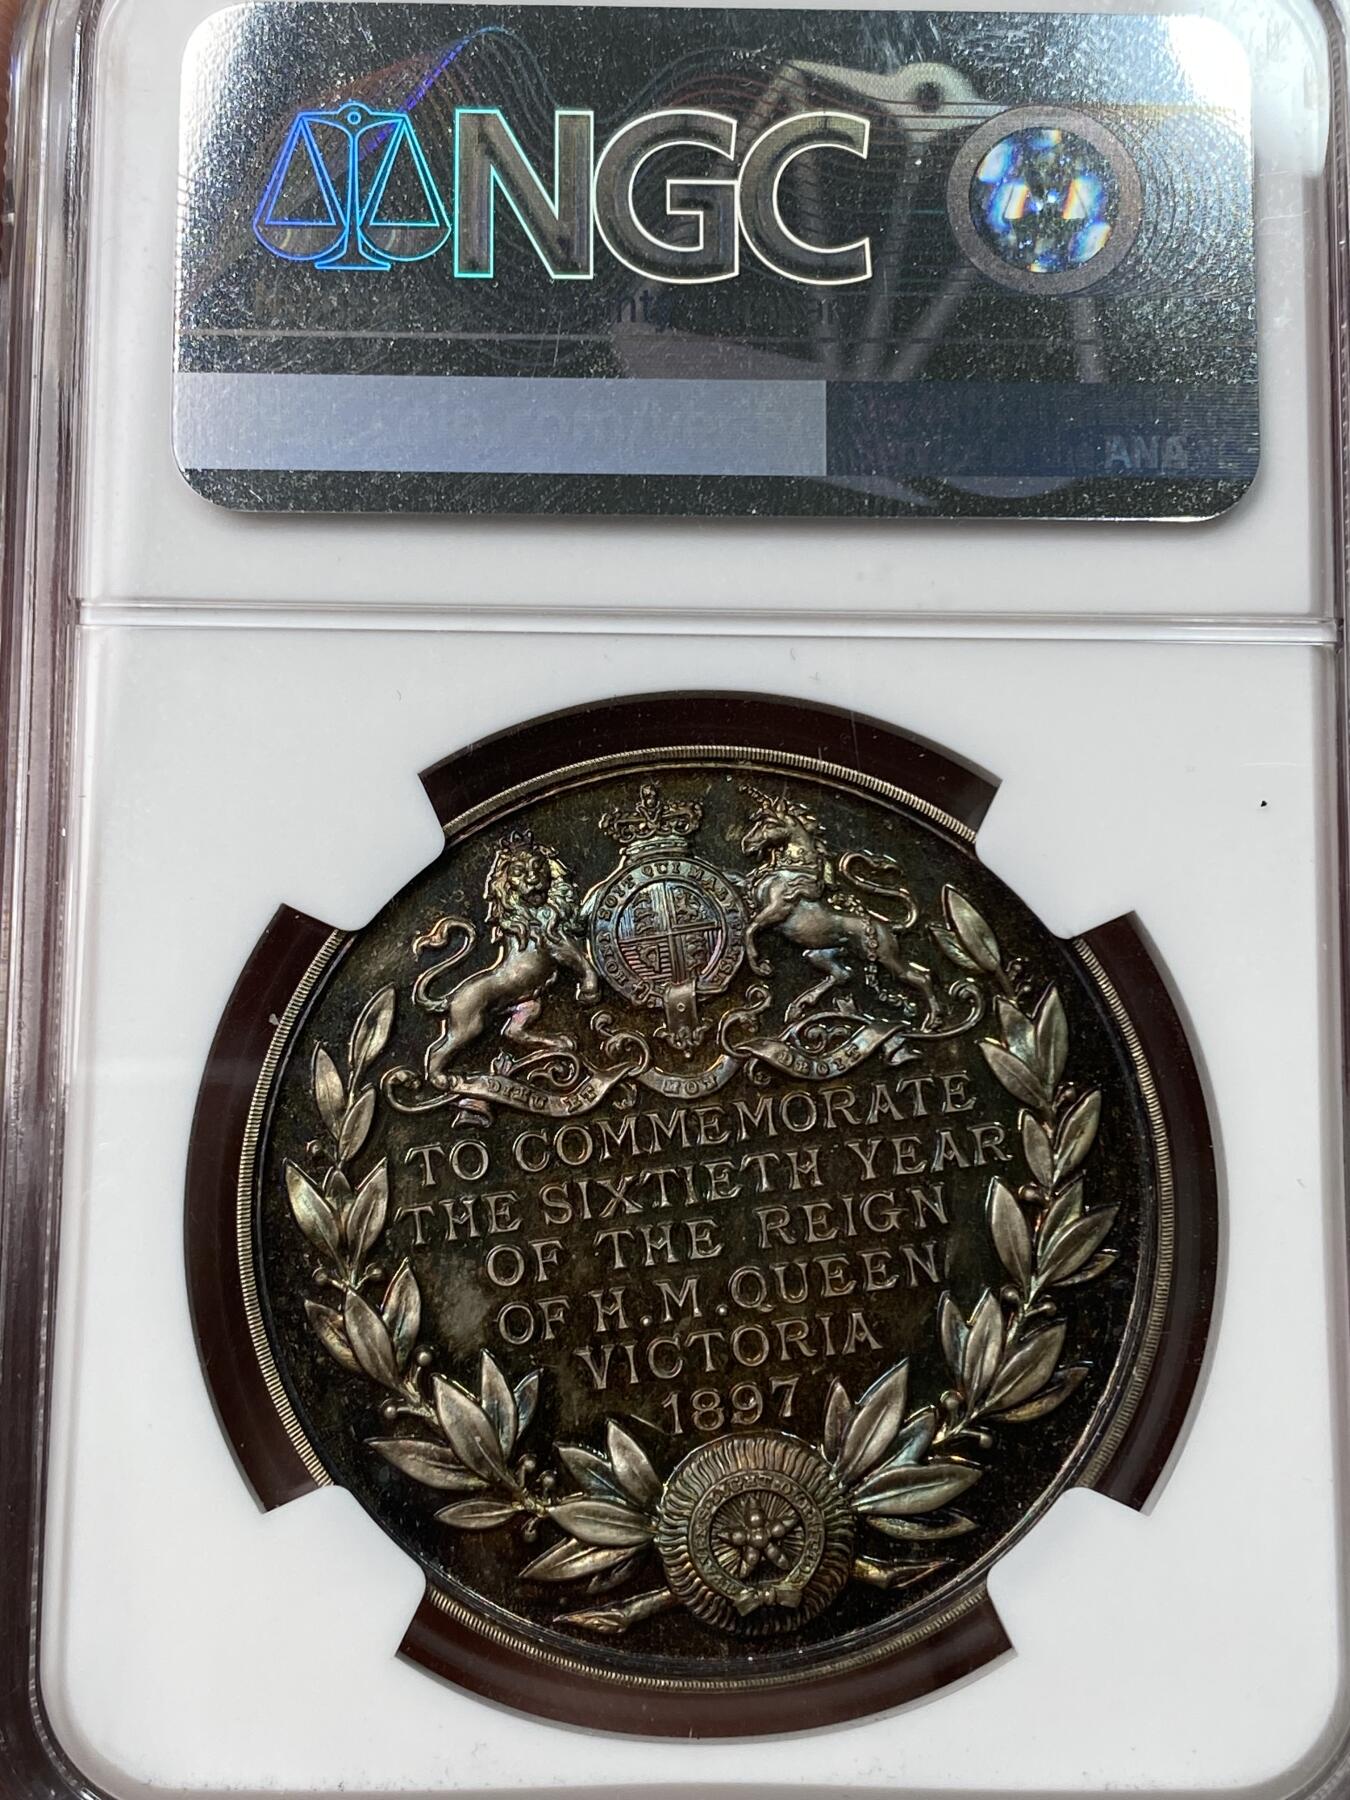 NGC
ANA
HONI SOIT QUI MAL Y PENSE
DIEU ET MON DROIT
TO COMMEMORATE
THE SIXTIETH YEAR
OF THE REIGN
OF H.M. QUEEN
VICTORIA
1897